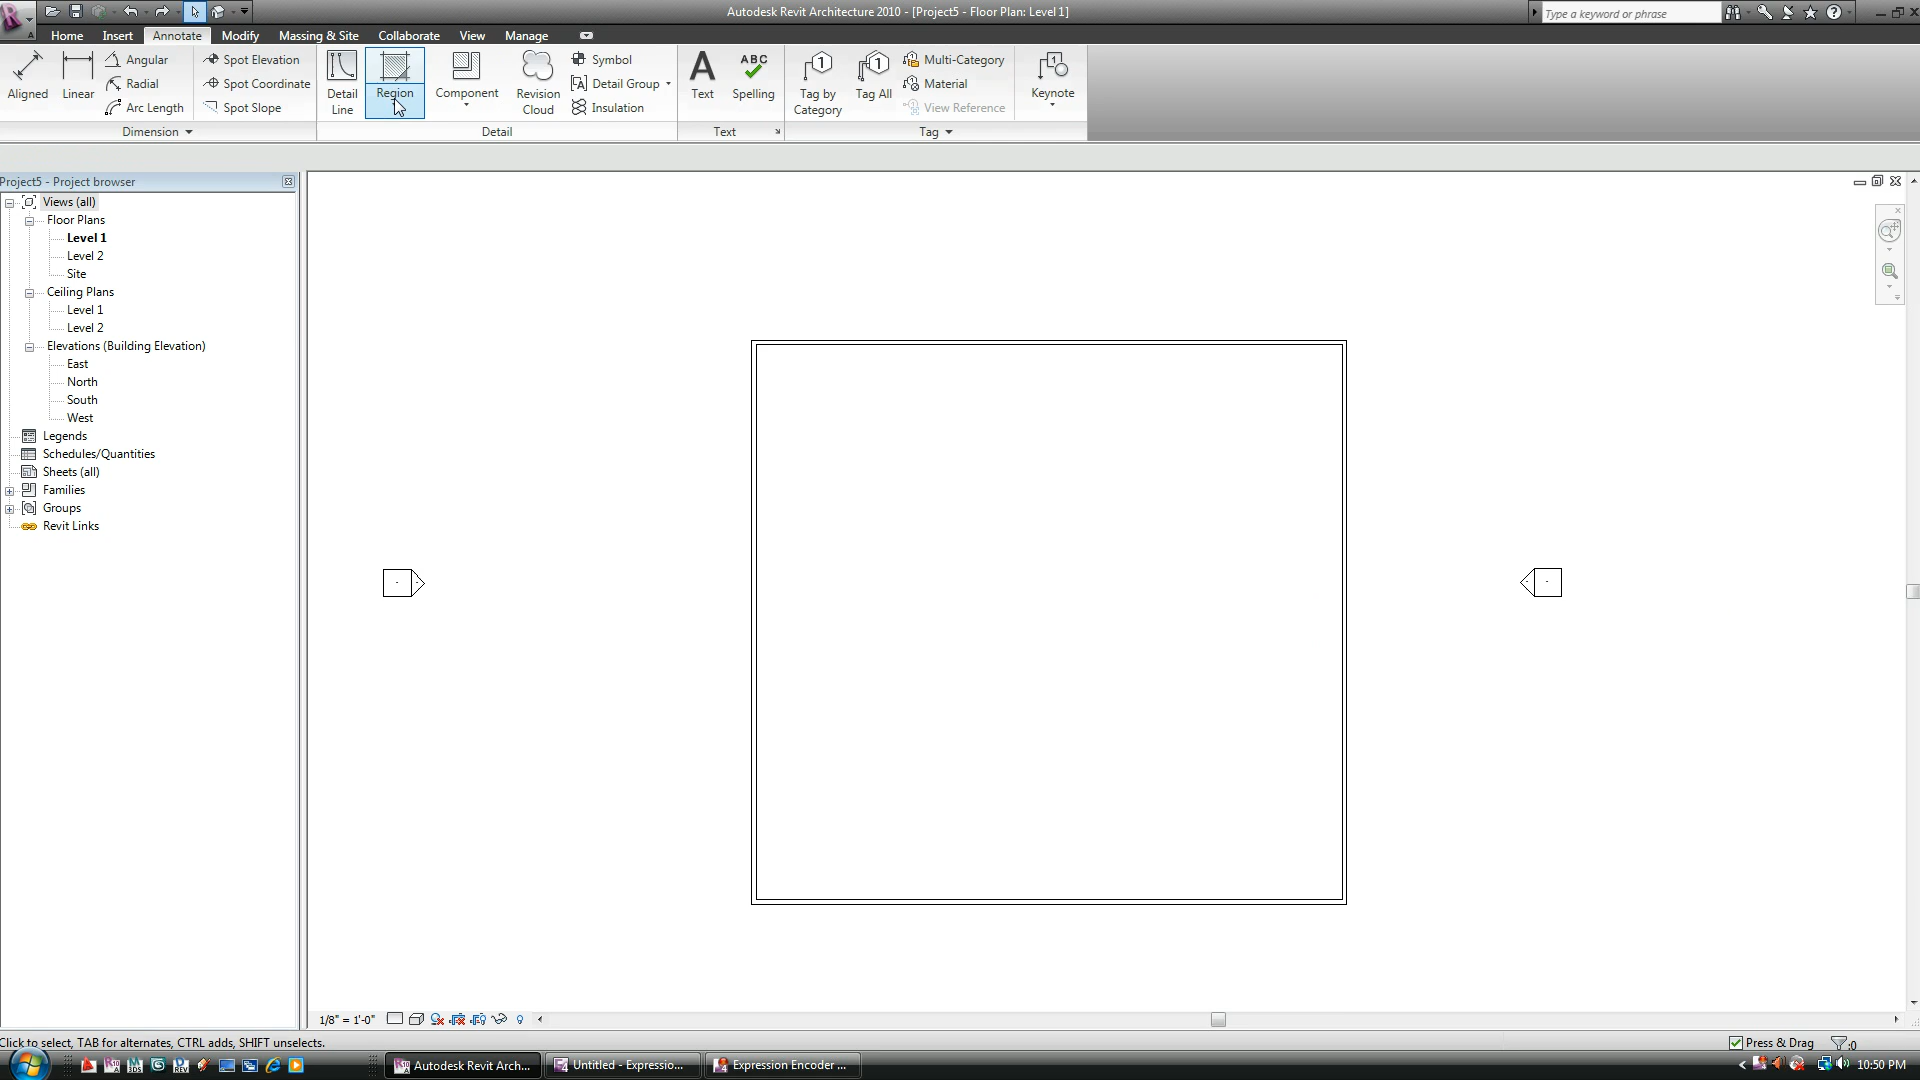 Autodesk Revit Architecture 2010 - [Project5 - Floor Plan: Level 1]
Type a keyword or phrase
Home Insert Annotate Modify Massing & Site Collaborate View Manage
Aligned Linear Angular Radial Arc Length Spot Elevation Spot Coordinate Spot Slope
Dimension
Detail Line Region Component Revision Cloud Symbol Detail Group Insulation
Detail
Text ABC Spelling
Text
Tag by Category Tag All Multi-Category Material View Reference
Tag
Keynote
Project5 - Project browser
Views (all)
Floor Plans
Level 1
Level 2
Site
Ceiling Plans
Level 1
Level 2
Elevations (Building Elevation)
East
North
South
West
Legends
Schedules/Quantities
Sheets (all)
Families
Groups
Revit Links
1/8" = 1'-0"
Click to select, TAB for alternates, CTRL adds, SHIFT unselects.
Press & Drag :0
Autodesk Revit Arch... Untitled - Expressio... Expression Encoder ... 10:50 PM